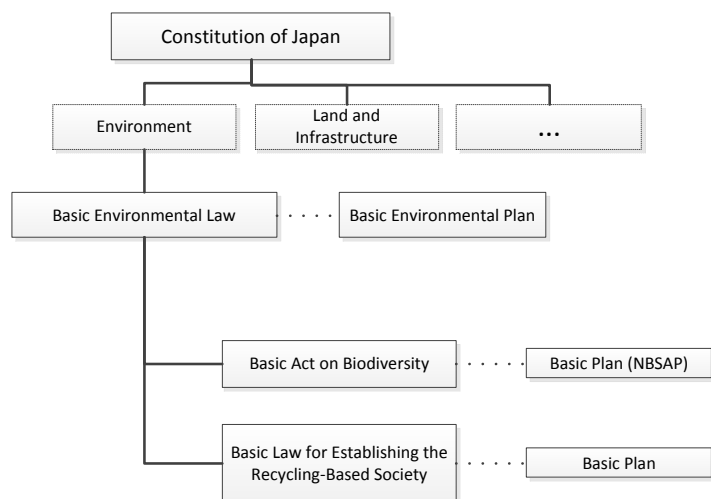 Constitution of Japan
Environment
Land and
Infrastructure
...
Basic Environmental Law
Basic Environmental Plan
Basic Act on Biodiversity
Basic Plan (NBSAP)
Basic Law for Establishing the
Recycling-Based Society
Basic Plan